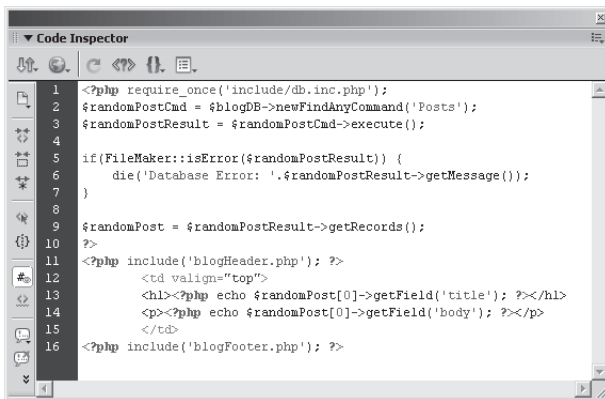 Code Inspector
1 <?php require_once('include/db.inc.php');
2 $randomPostCmd = $blogDB->newFindAnyCommand('Posts');
3 $randomPostResult = $randomPostCmd->execute();
4
5 if(FileMaker::isError($randomPostResult)) {
6     die('Database Error: '.$randomPostResult->getMessage());
7 }
8
9 $randomPost = $randomPostResult->getRecords();
10 ?>
11 <?php include('blogHeader.php'); ?>
12         <td valign="top">
13         <h1><?php echo $randomPost[0]->getField('title'); ?></h1>
14         <p><?php echo $randomPost[0]->getField('body'); ?></p>
15         </td>
16 <?php include('blogFooter.php'); ?>